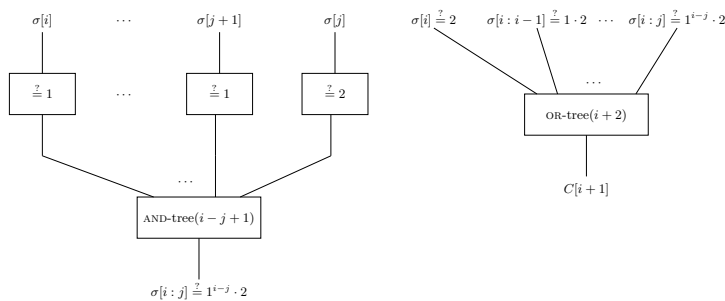 σ[i] ⋯ σ[j + 1] σ[j]
≟ 1 ⋯ ≟ 1 ≟ 2
⋯
AND-tree(i − j + 1)
σ[i : j] ≟ 1^{i−j} · 2
σ[i] ≟ 2 σ[i : i − 1] ≟ 1 · 2 ⋯ σ[i : j] ≟ 1^{i−j} · 2
⋯
OR-tree(i + 2)
C[i + 1]